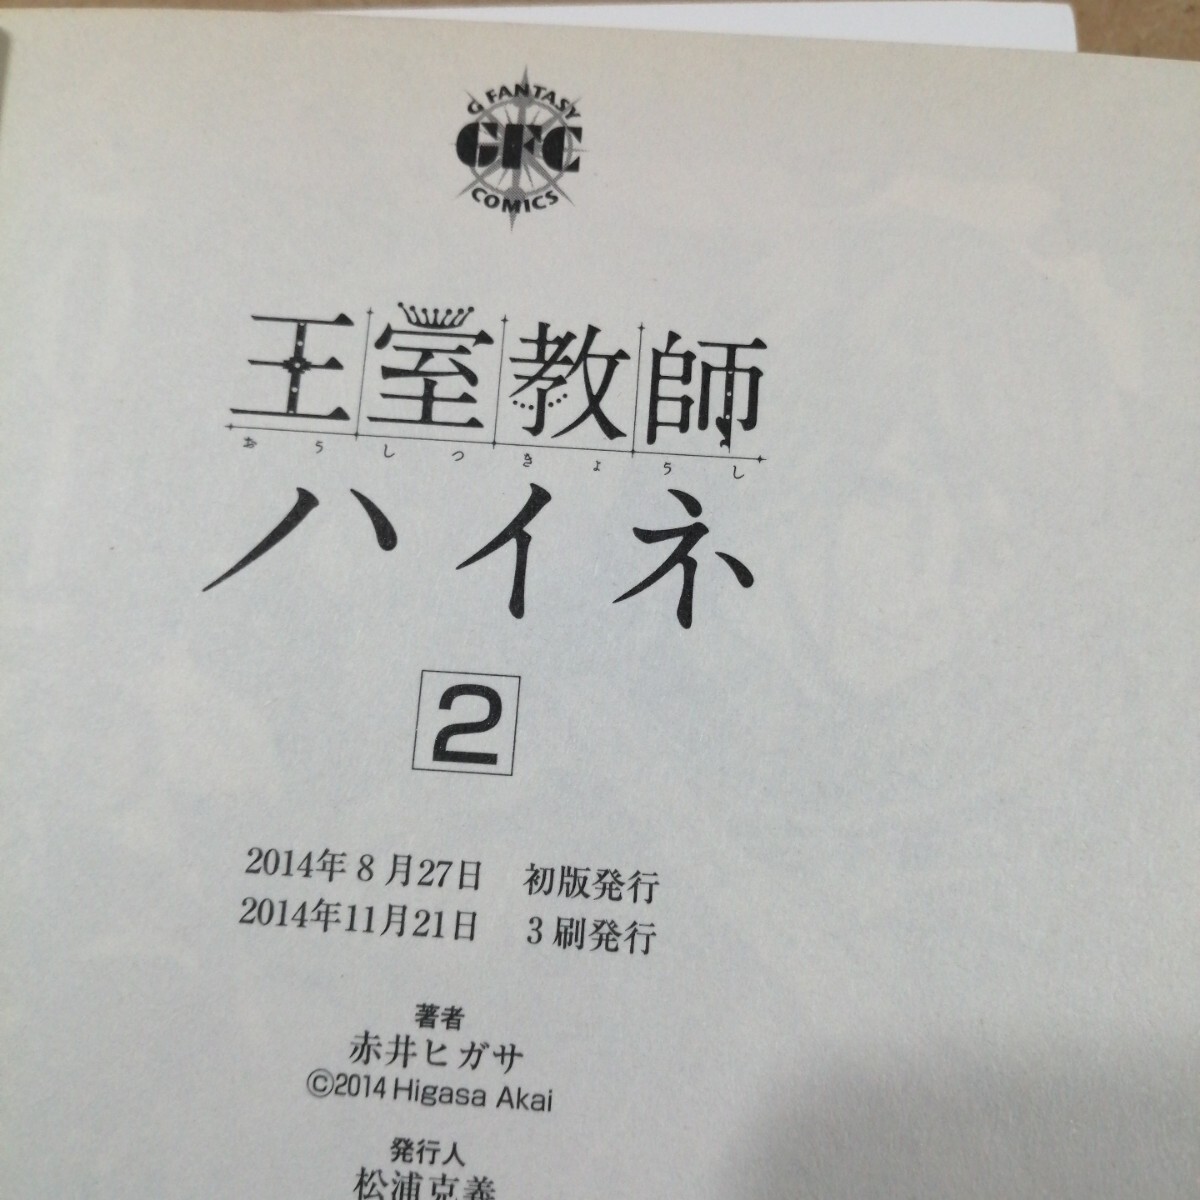 G FANTASY
GFC
COMICS
王室教師
おうしつきょうし
ハイネ
2
2014年8月27日 初版発行
2014年11月21日 3刷発行
著者
赤井ヒガサ
©2014 Higasa Akai
発行人
松浦克義